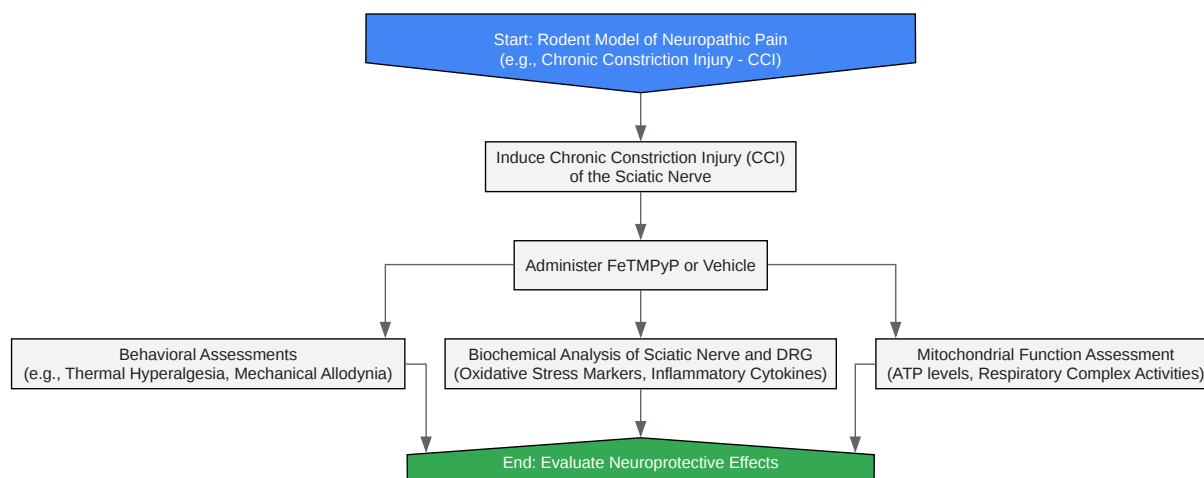 Start: Rodent Model of Neuropathic Pain
(e.g., Chronic Constriction Injury - CCI)
Induce Chronic Constriction Injury (CCI)
of the Sciatic Nerve
Administer FeTMPyP or Vehicle
Behavioral Assessments
(e.g., Thermal Hyperalgesia, Mechanical Allodynia)
Biochemical Analysis of Sciatic Nerve and DRG
(Oxidative Stress Markers, Inflammatory Cytokines)
Mitochondrial Function Assessment
(ATP levels, Respiratory Complex Activities)
End: Evaluate Neuroprotective Effects